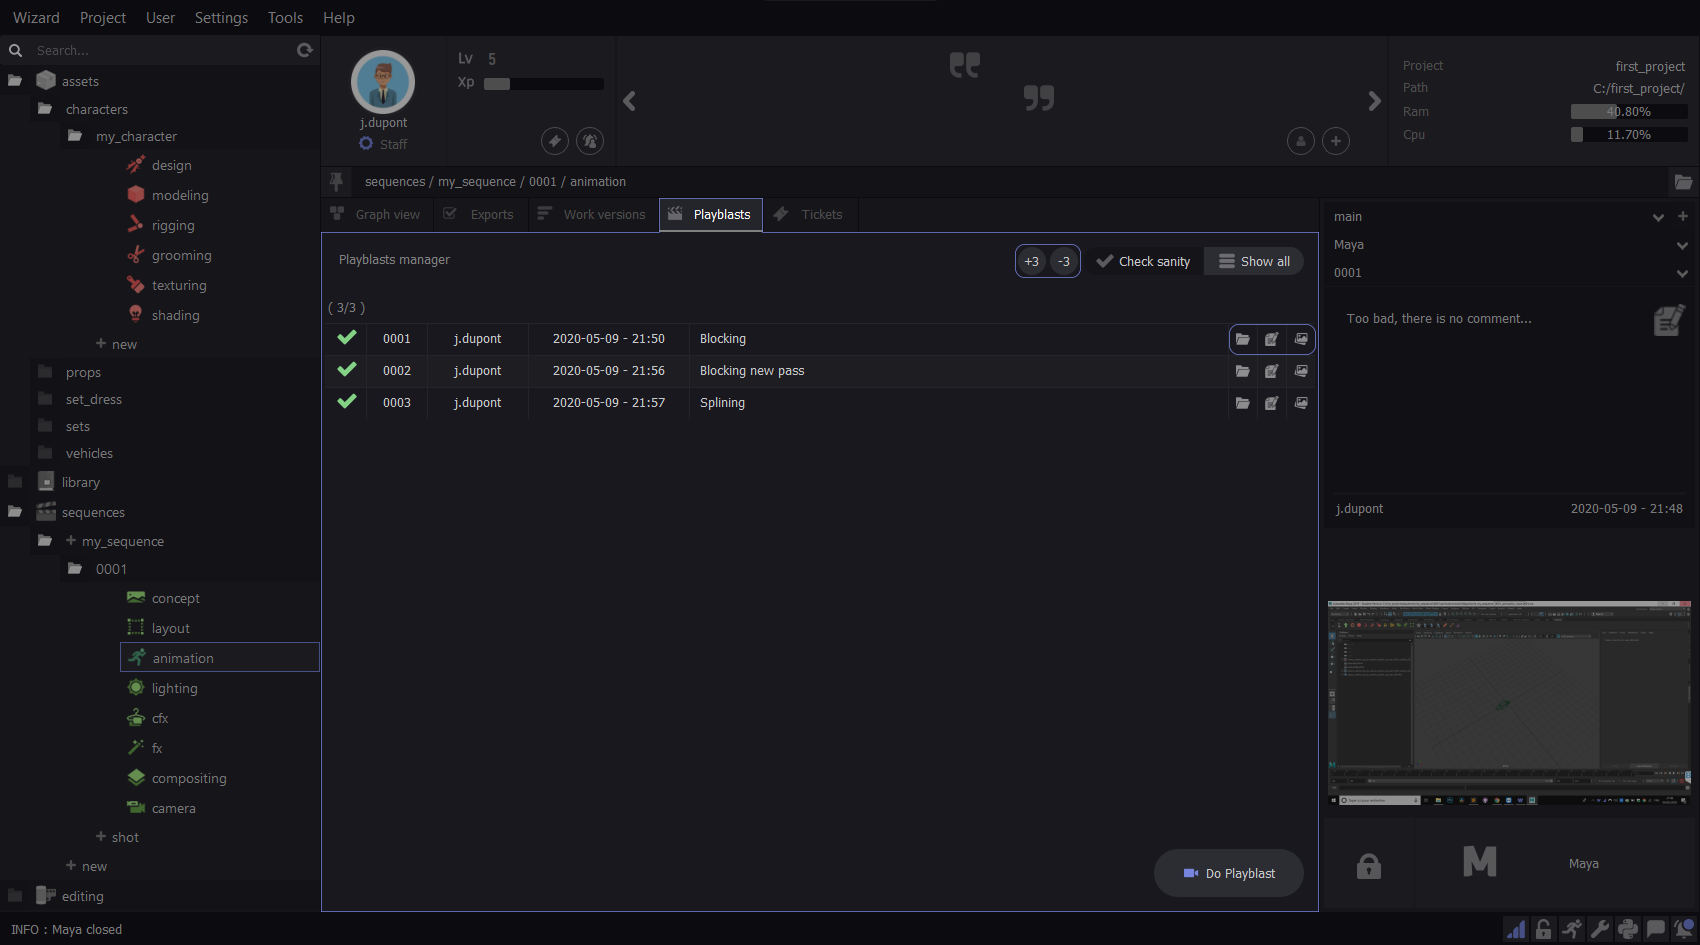 Wizard Project User Settings Tools Help
Search...
assets
characters
my_character
design
modeling
rigging
grooming
texturing
shading
+ new
props
set_dress
sets
vehicles
library
sequences
+ my_sequence
0001
concept
layout
animation
lighting
cfx
fx
compositing
camera
+ shot
+ new
editing
j.dupont
Staff
Lv 5
Xp
Project first_project
Path C:/first_project/
Ram 40.80%
Cpu 11.70%
sequences / my_sequence / 0001 / animation
Graph view Exports Work versions Playblasts Tickets
Playblasts manager
+3 -3 Check sanity Show all
( 3/3 )
0001 j.dupont 2020-05-09 - 21:50 Blocking
0002 j.dupont 2020-05-09 - 21:56 Blocking new pass
0003 j.dupont 2020-05-09 - 21:57 Splining
Do Playblast
main
Maya
0001
Too bad, there is no comment...
j.dupont 2020-05-09 - 21:48
Maya
INFO : Maya closed